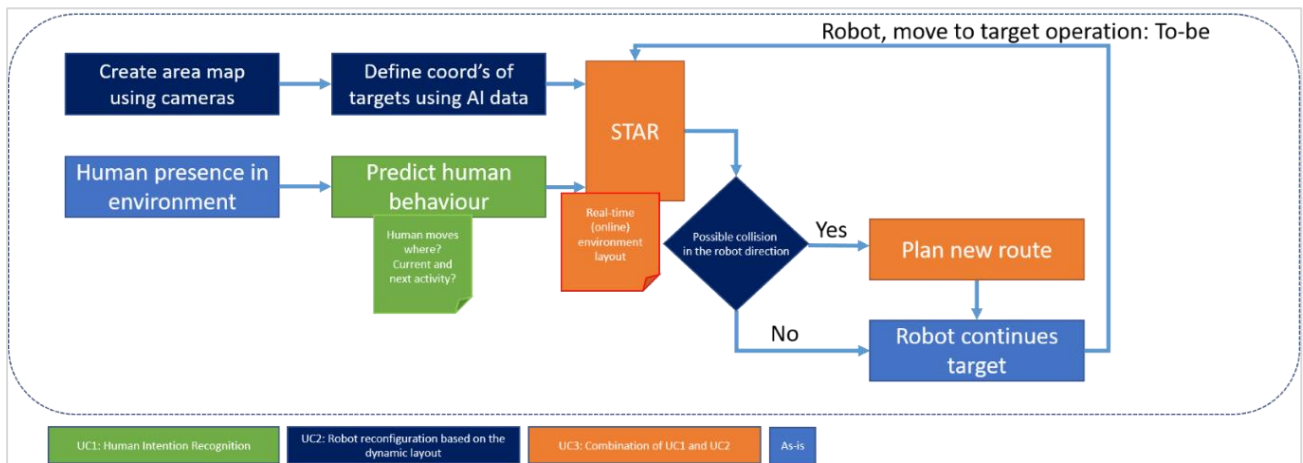 Robot, move to target operation: To-be
Create area map
using cameras
Define coord's of
targets using AI data
STAR
Human presence in
environment
Predict human
behaviour
Human moves
where?
Current and
next activity?
Real-time
(online)
environment
layout
Possible collision
in the robot direction
Yes
Plan new route
No
Robot continues
target
UC1: Human Intention Recognition
UC2: Robot reconfiguration based on the
dynamic layout
UC3: Combination of UC1 and UC2
As-is